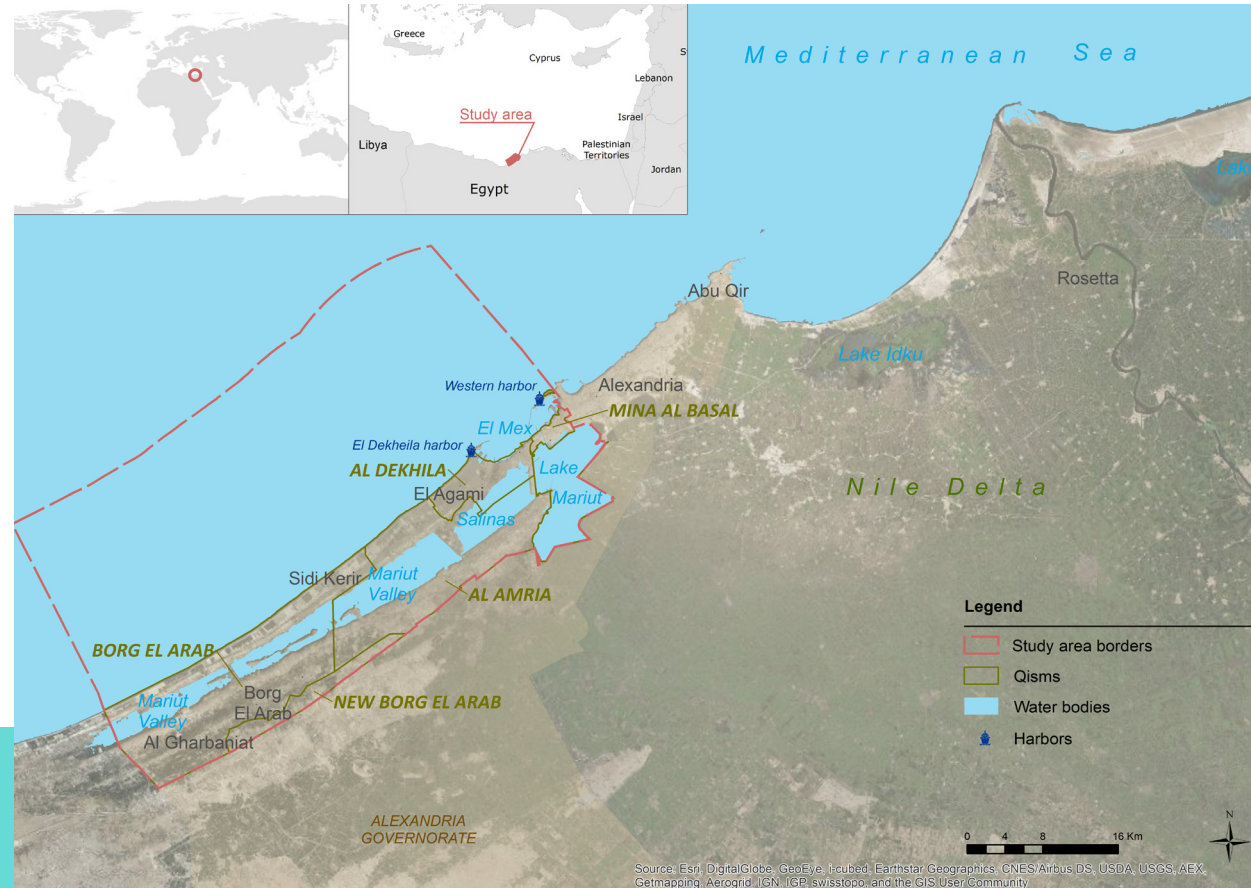 Greece
Cyprus
Lebanon
Israel
Study area
Libya
Palestinian
Territories
Jordan
Egypt
Mediterranean Sea
Rosetta
Abu Qir
Lake Idku
Western harbor
Alexandria
MINA AL BASAL
El Mex
El Dekheila harbor
AL DEKHILA
Lake
Mariut
El Agami
Salinas
Nile Delta
Sidi Kerir
Mariut
Valley
AL AMRIA
BORG EL ARAB
Borg
El Arab
NEW BORG EL ARAB
Mariut
Valley
Al Gharbaniat
ALEXANDRIA
GOVERNORATE
Legend
Study area borders
Qisms
Water bodies
Harbors
0 4 8 16 Km
N
Source: Esri, DigitalGlobe, GeoEye, i-cubed, Earthstar Geographics, CNES/Airbus DS, USDA, USGS, AEX,
Getmapping, Aerogrid, IGN, IGP, swisstopo, and the GIS User Community